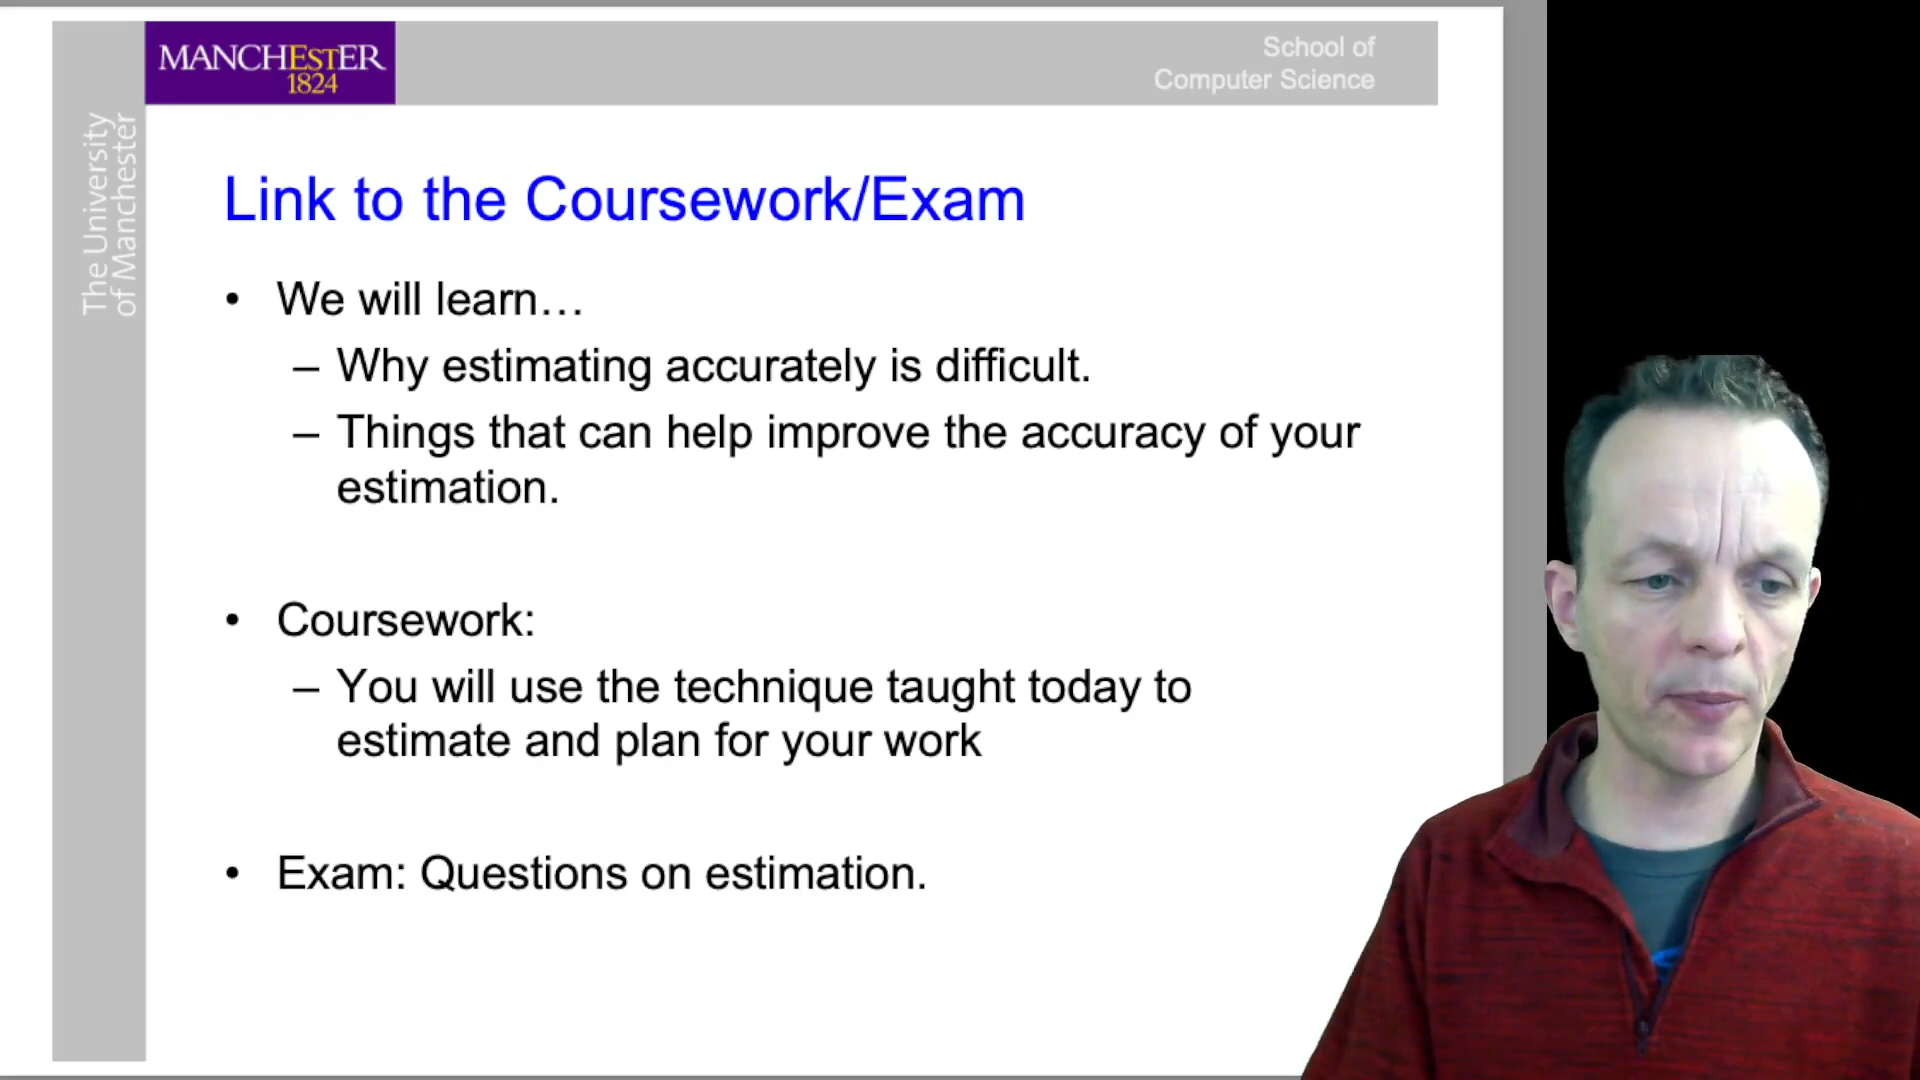 MANCHESTER
1824
School of
Computer Science
The University
of Manchester
Link to the Coursework/Exam
• We will learn…
– Why estimating accurately is difficult.
– Things that can help improve the accuracy of your
estimation.
• Coursework:
– You will use the technique taught today to
estimate and plan for your work
• Exam: Questions on estimation.